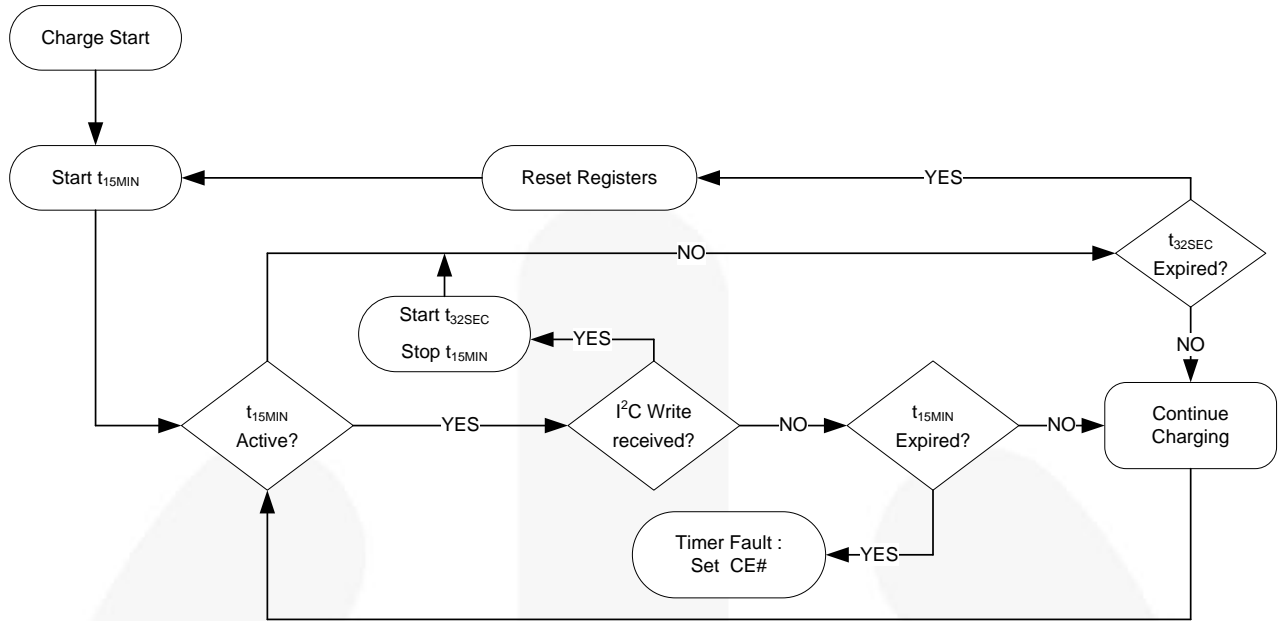 Charge Start
Start t15MIN
Reset Registers
YES
t32SEC
Expired?
NO
Start t32SEC
Stop t15MIN
YES
NO
t15MIN
Active?
YES
I²C Write
received?
NO
t15MIN
Expired?
NO
Continue
Charging
Timer Fault :
Set CE#
YES